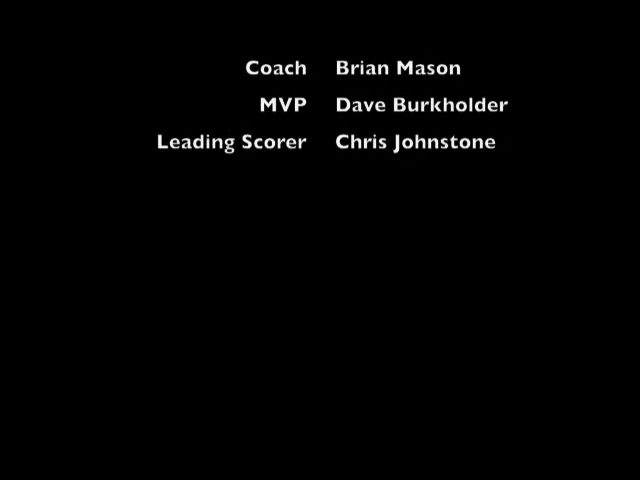 Coach Brian Mason
MVP Dave Burkholder
Leading Scorer Chris Johnstone